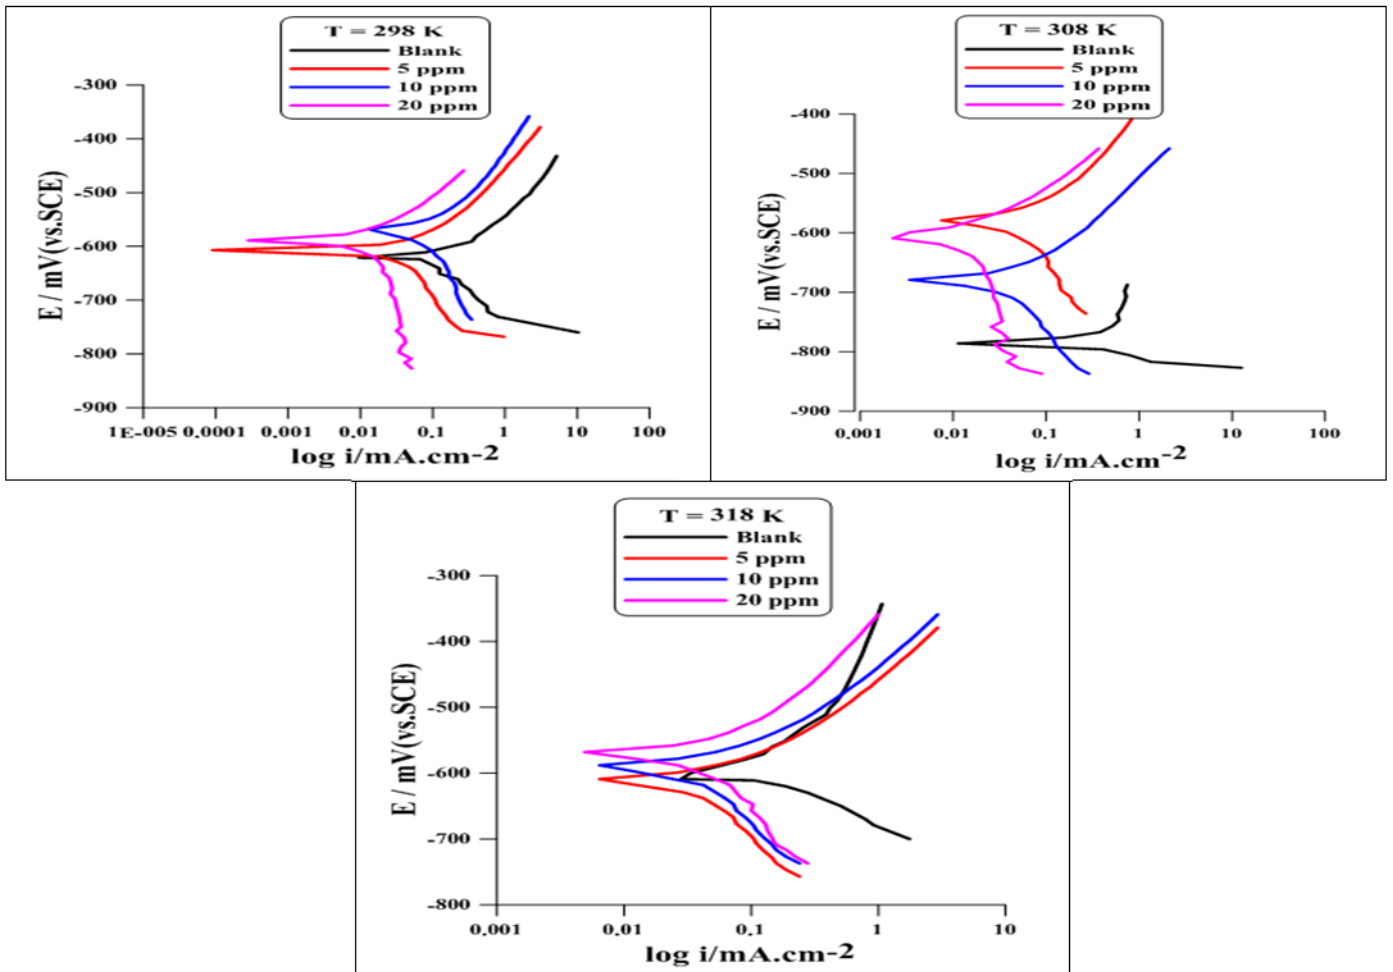 T = 298 K
Blank
5 ppm
10 ppm
20 ppm
-300
-400
-500
-600
-700
-800
-900
E / mV(vs.SCE)
1E-005 0.0001 0.001 0.01 0.1 1 10 100
log i/mA.cm-2
T = 308 K
Blank
5 ppm
10 ppm
20 ppm
-400
-500
-600
-700
-800
-900
E / mV(vs.SCE)
0.001 0.01 0.1 1 10 100
log i/mA.cm-2
T = 318 K
Blank
5 ppm
10 ppm
20 ppm
-300
-400
-500
-600
-700
-800
E / mV(vs.SCE)
0.001 0.01 0.1 1 10
log i/mA.cm-2